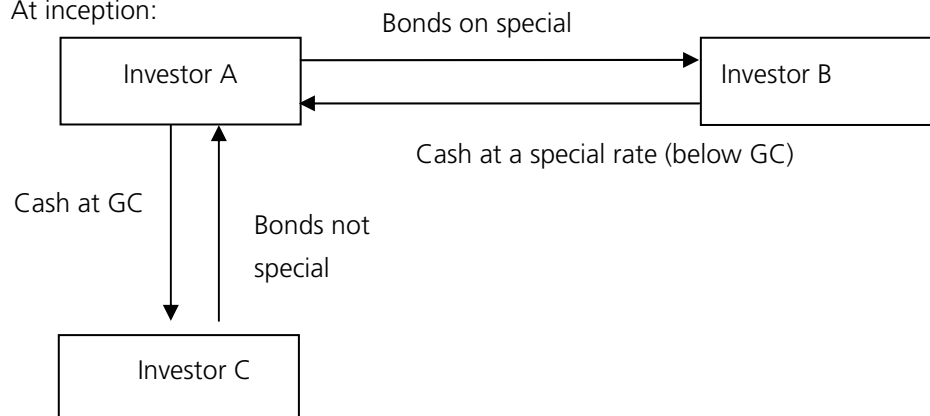 At inception:
Bonds on special
Investor A
Investor B
Cash at a special rate (below GC)
Cash at GC
Bonds not
special
Investor C